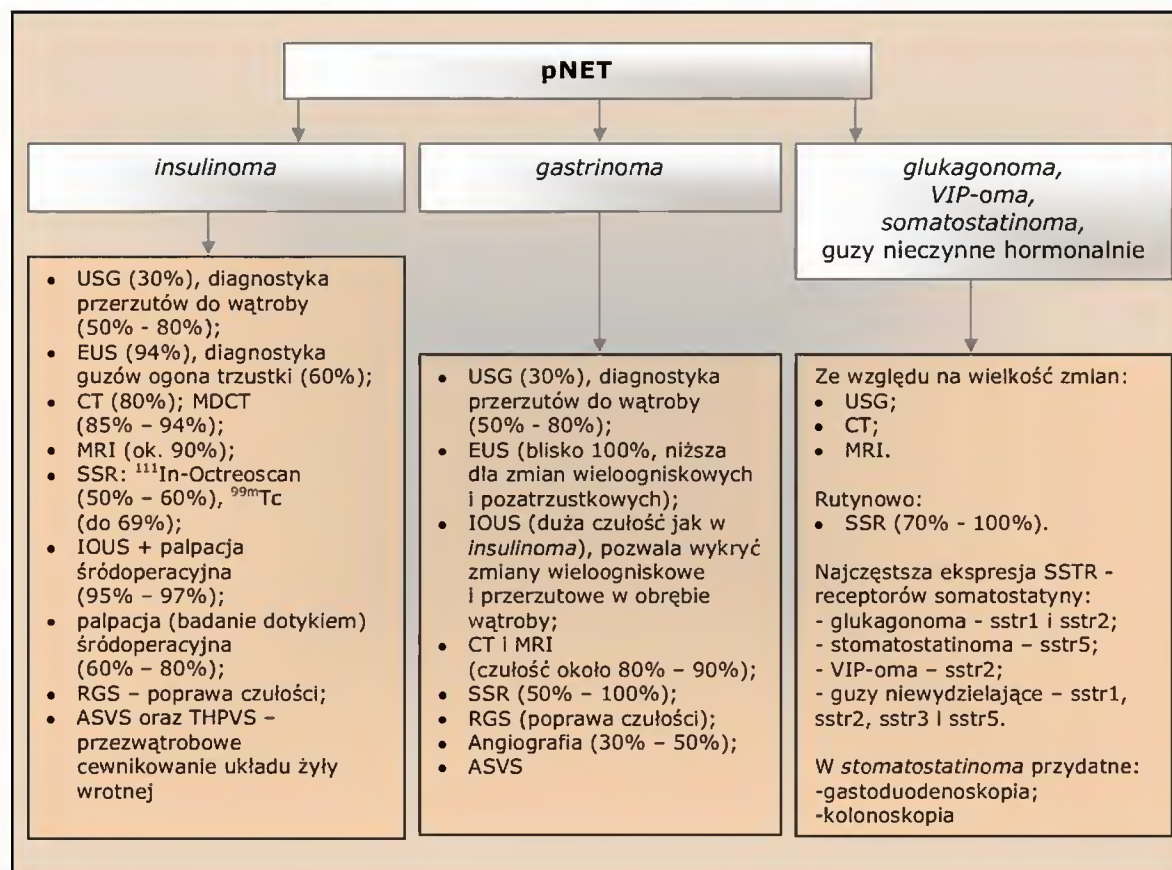 pNET
insulinoma
gastrinoma
glukagonoma,
VIP-oma,
somatostatinoma,
guzy nieczynne hormonalnie
• USG (30%), diagnostyka
przerzutów do wątroby
(50% - 80%);
• EUS (94%), diagnostyka
guzów ogona trzustki (60%);
• CT (80%); MDCT
(85% – 94%);
• MRI (ok. 90%);
• SSR: ¹¹¹In-Octreoscan
(50% – 60%), ⁹⁹ᵐTc
(do 69%);
• IOUS + palpacja
śródoperacyjna
(95% – 97%);
• palpacja (badanie dotykiem)
śródoperacyjna
(60% – 80%);
• RGS – poprawa czułości;
• ASVS oraz THPVS –
przezwątrobowe
cewnikowanie układu żyły
wrotnej
• USG (30%), diagnostyka
przerzutów do wątroby
(50% - 80%);
• EUS (blisko 100%, niższa
dla zmian wieloogniskowych
i pozatrzustkowych);
• IOUS (duża czułość jak w
insulinoma), pozwala wykryć
zmiany wieloogniskowe
i przerzutowe w obrębie
wątroby;
• CT i MRI
(czułość około 80% – 90%);
• SSR (50% – 100%);
• RGS (poprawa czułości);
• Angiografia (30% – 50%);
• ASVS
Ze względu na wielkość zmian:
• USG;
• CT;
• MRI.
Rutynowo:
• SSR (70% - 100%).
Najczęstsza ekspresja SSTR -
receptorów somatostatyny:
- glukagonoma - sstr1 i sstr2;
- stomatostatinoma – sstr5;
- VIP-oma – sstr2;
- guzy niewydzielające – sstr1,
sstr2, sstr3 i sstr5.
W stomatostatinoma przydatne:
-gastoduodenoskopia;
-kolonoskopia